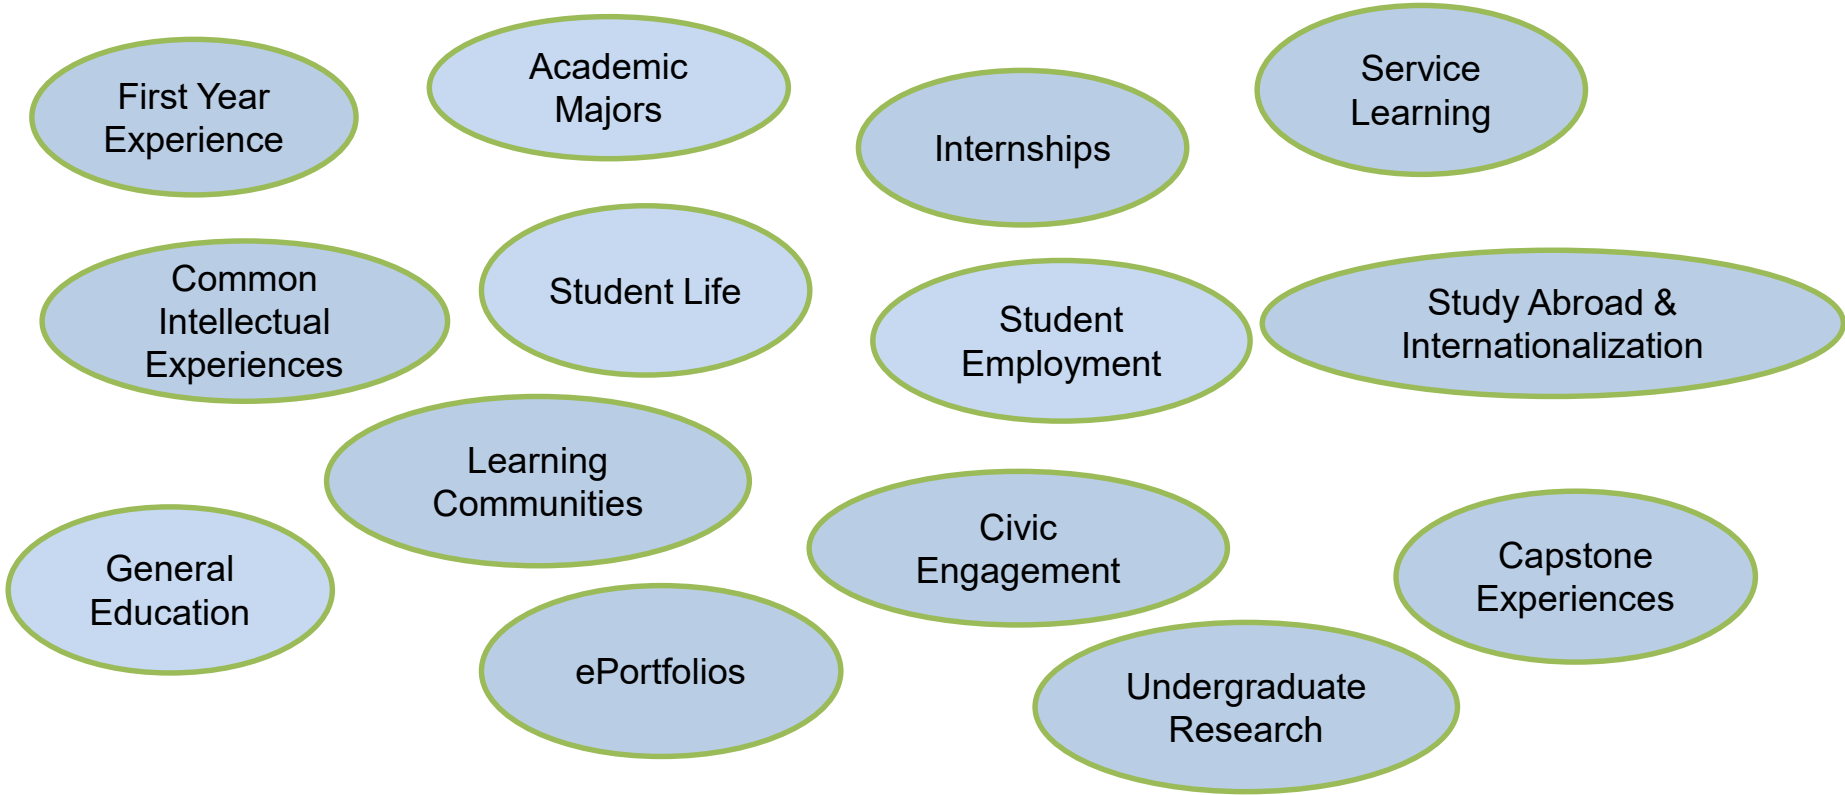 First Year
Experience
Academic
Majors
Internships
Service
Learning
Common
Intellectual
Experiences
Student Life
Student
Employment
Study Abroad &
Internationalization
Learning
Communities
General
Education
Civic
Engagement
Capstone
Experiences
ePortfolios
Undergraduate
Research